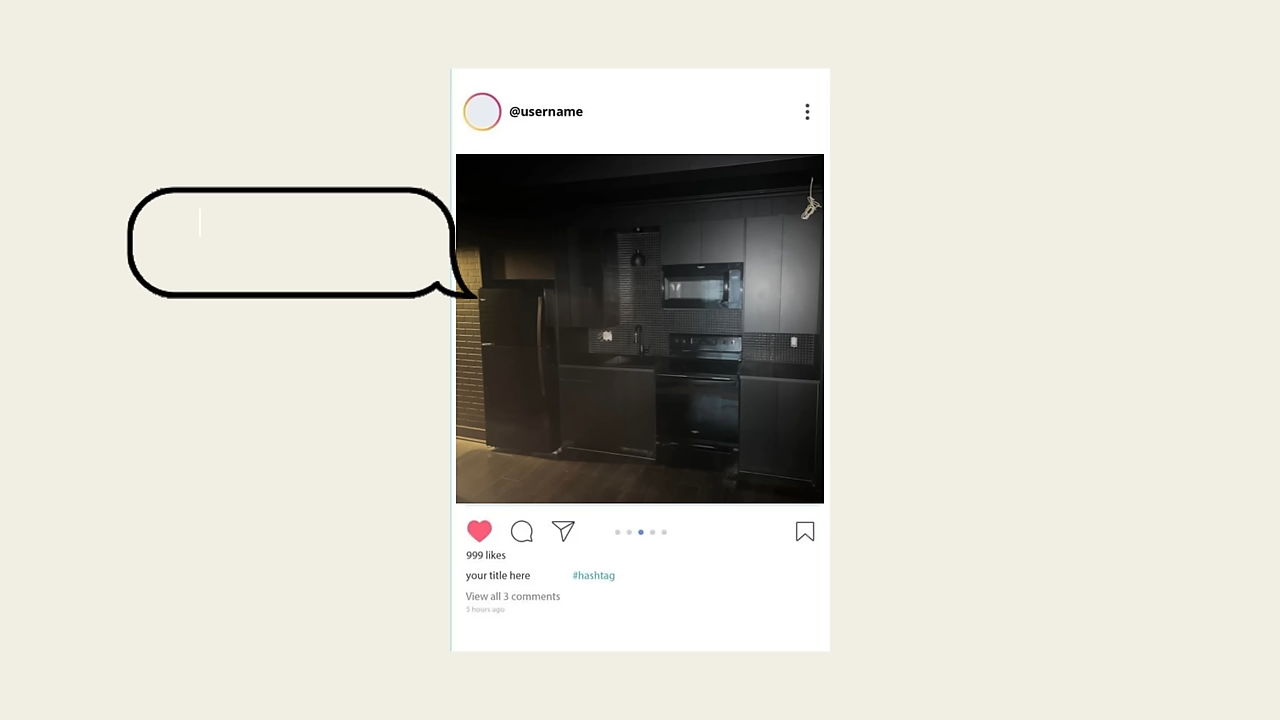 @username
999 likes
your title here #hashtag
View all 3 comments
5 hours ago